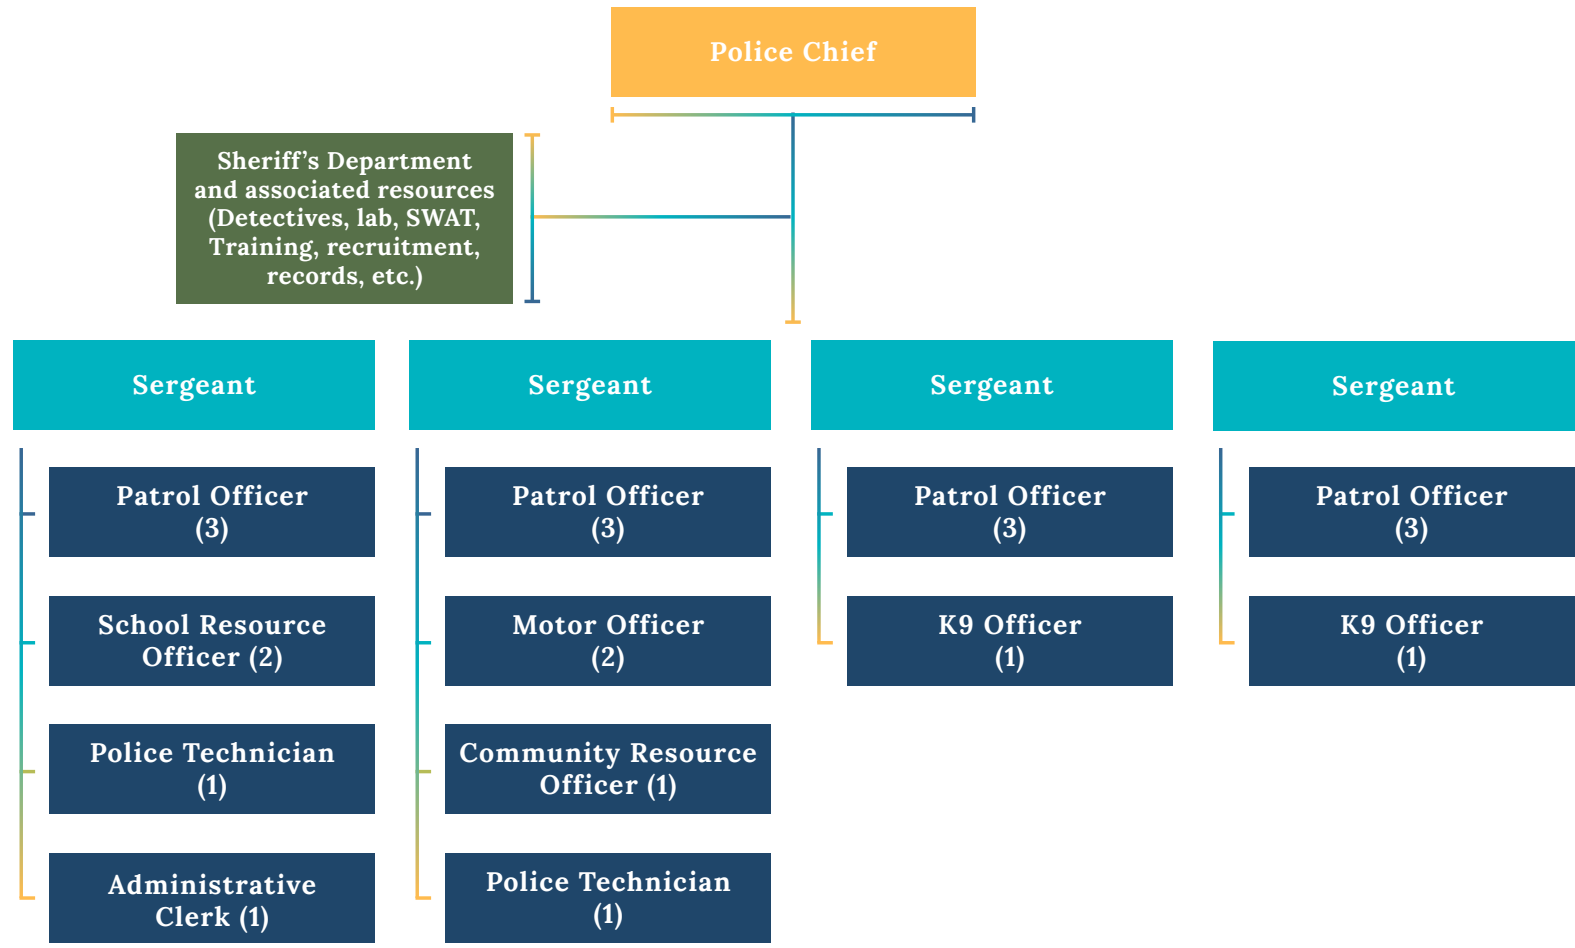 Police Chief
Sheriff’s Department
and associated resources
(Detectives, lab, SWAT,
Training, recruitment,
records, etc.)
Sergeant
Patrol Officer
(3)
School Resource
Officer (2)
Police Technician
(1)
Administrative
Clerk (1)
Sergeant
Patrol Officer
(3)
Motor Officer
(2)
Community Resource
Officer (1)
Police Technician
(1)
Sergeant
Patrol Officer
(3)
K9 Officer
(1)
Sergeant
Patrol Officer
(3)
K9 Officer
(1)